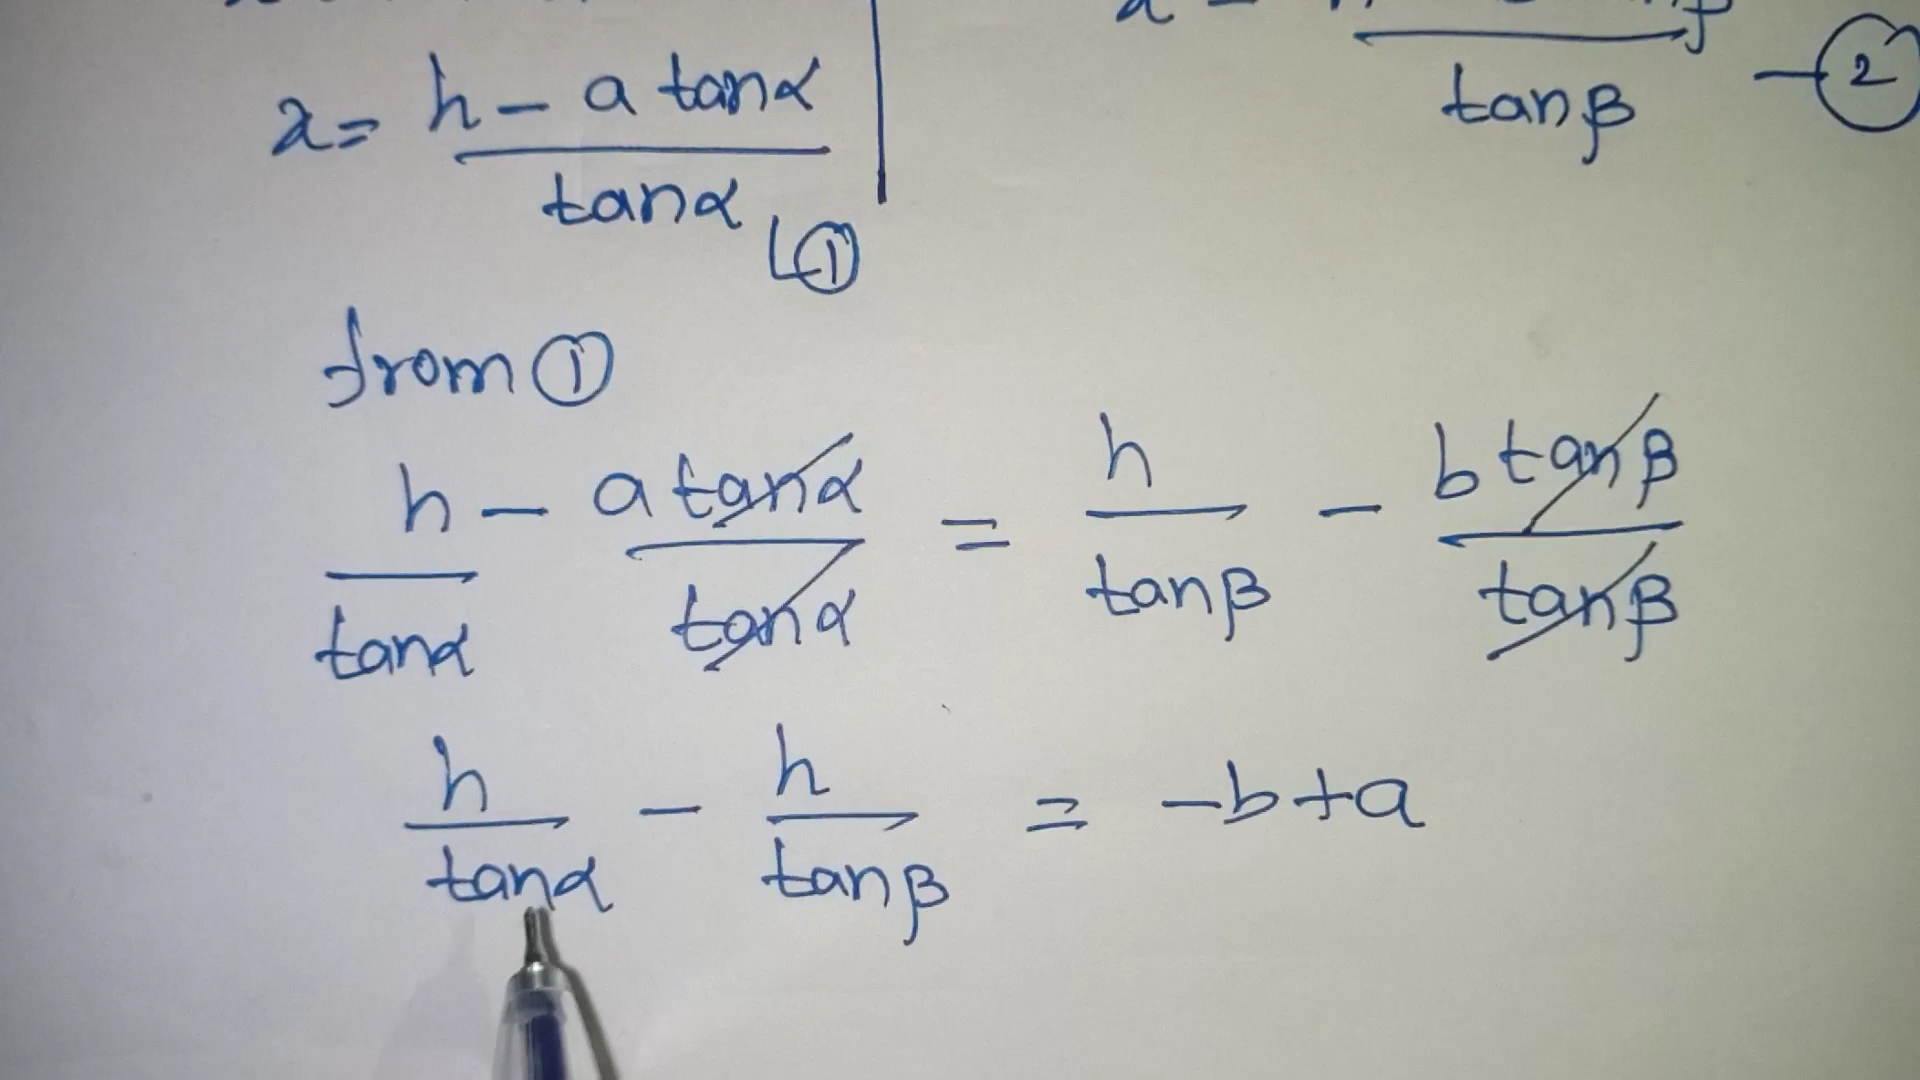 x = h - a tanα / tanα
└ ①
tanβ — ②
from ①
h / tanα - a tanα / tanα = h / tanβ - b tanβ / tanβ
h / tanα - h / tanβ = -b+a